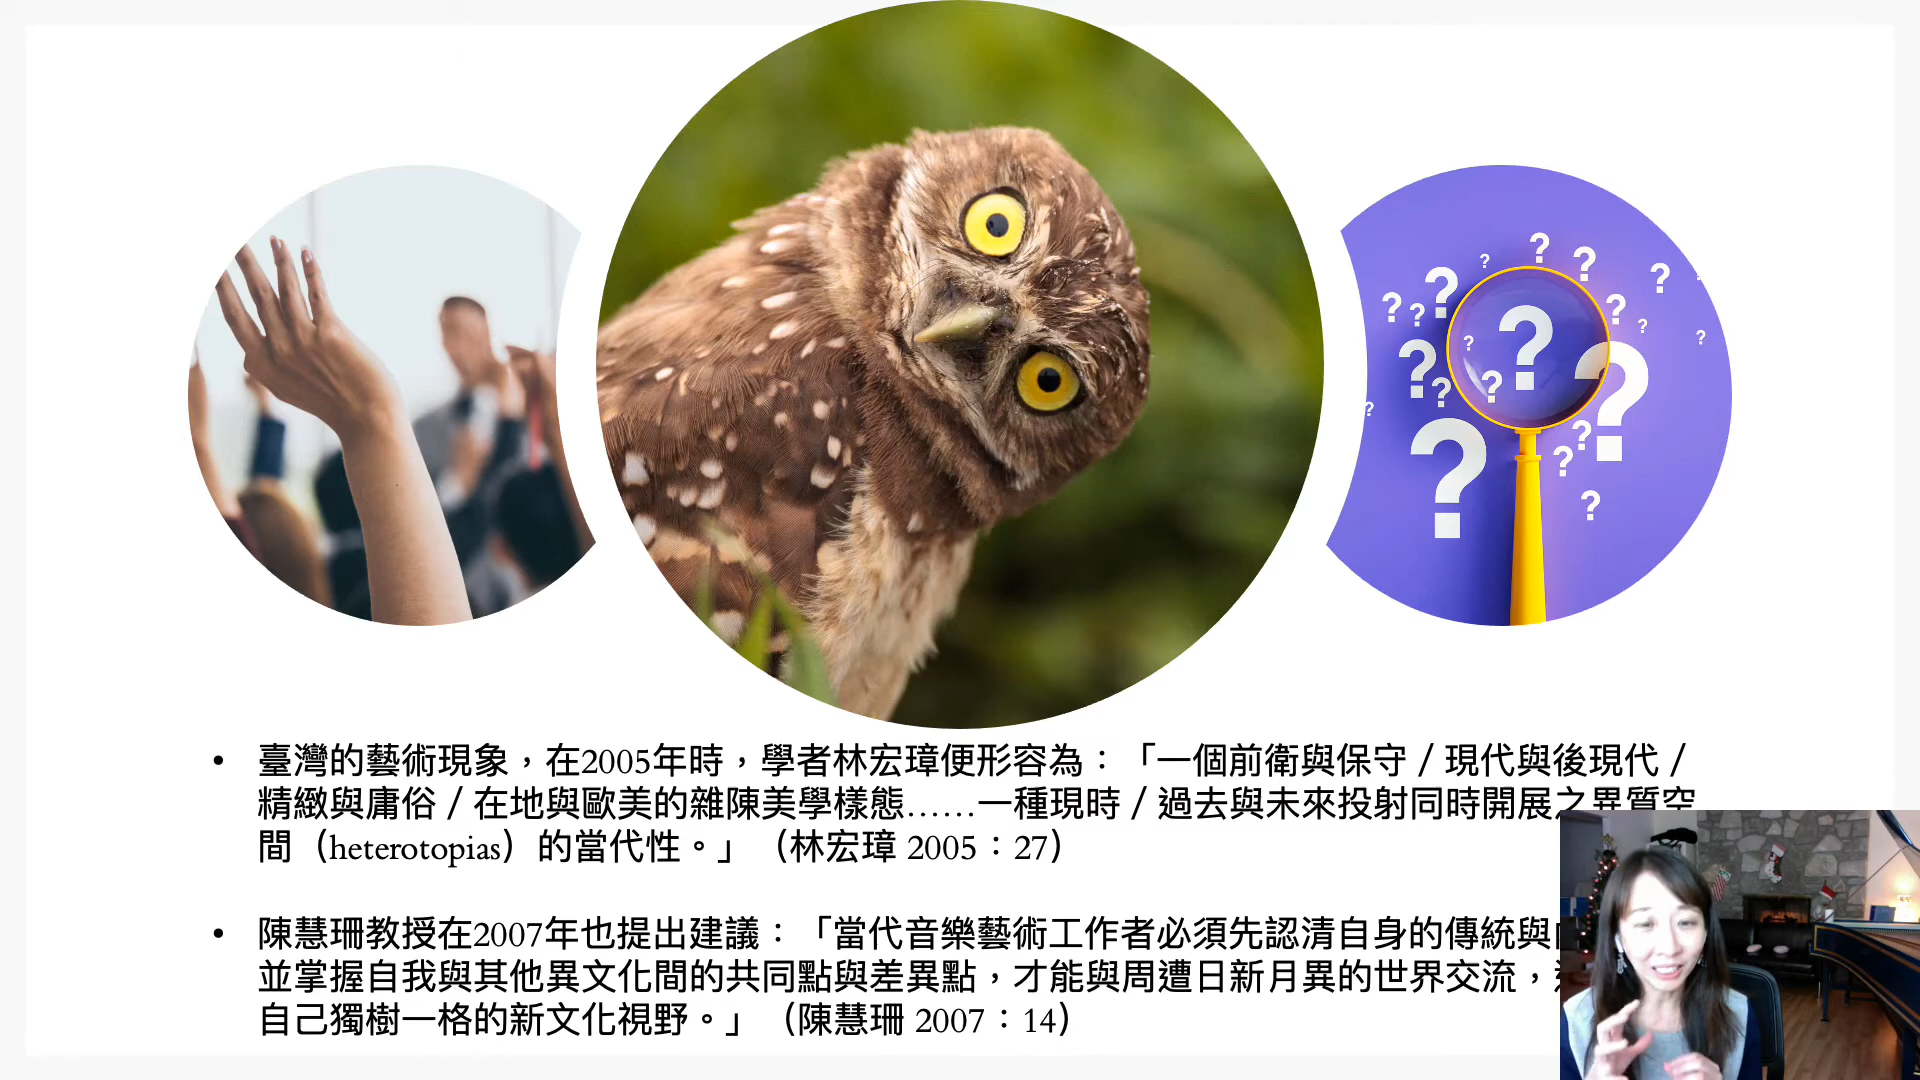 • 臺灣的藝術現象，在2005年時，學者林宏璋便形容為：「一個前衛與保守／現代與後現代／
精緻與庸俗／在地與歐美的雜陳美學樣態……一種現時／過去與未來投射同時開展之異質空
間（heterotopias）的當代性。」（林宏璋 2005：27）
• 陳慧珊教授在2007年也提出建議：「當代音樂藝術工作者必須先認清自身的傳統與
並掌握自我與其他異文化間的共同點與差異點，才能與周遭日新月異的世界交流，
自己獨樹一格的新文化視野。」（陳慧珊 2007：14）